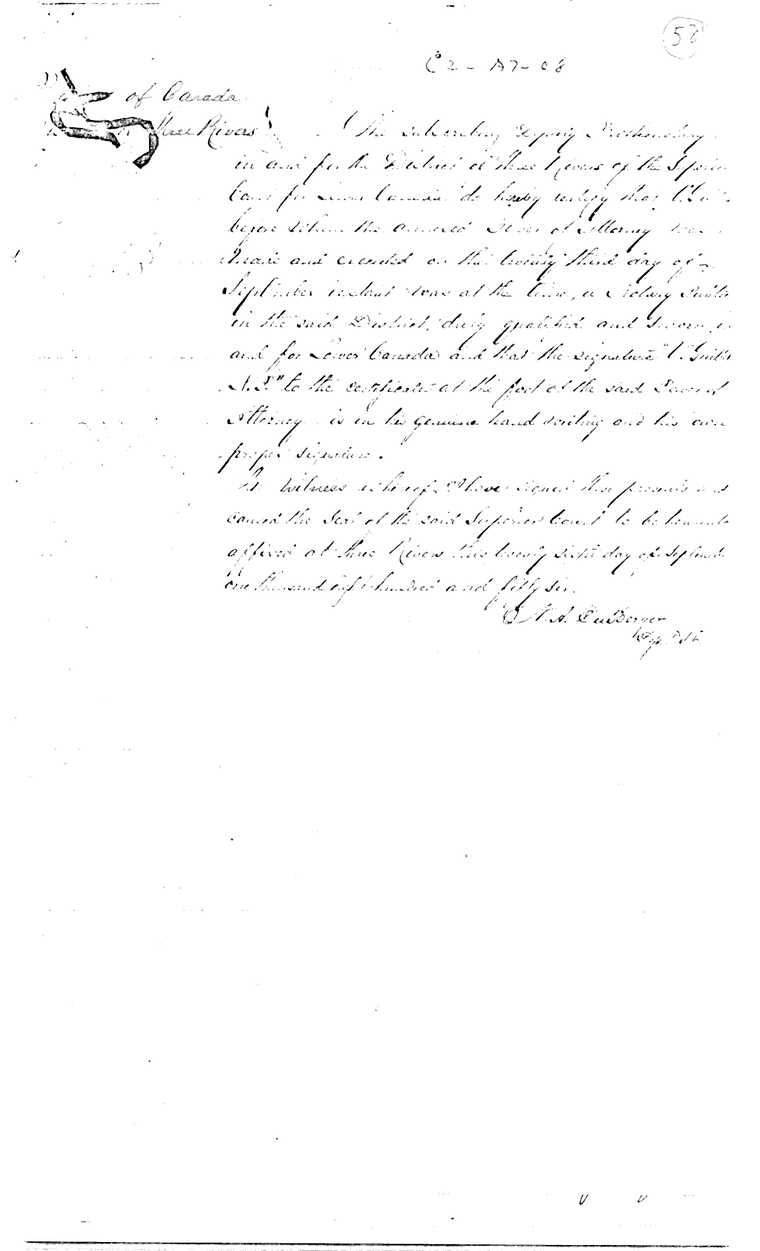 58
C2-A7-08
of Canada
Three Rivers
I the subscribing Deputy Prothonotary
in and for the District of Three Rivers of the Superior
Court for Lower Canada do hereby certify that
before whom the annexed Power of Attorney was
made and executed on the twenty third day of
September instant was at the time, a Notary Public
in the said District, duly qualified and sworn in
and for Lower Canada and that the signature "
N.P." to the certificate at the foot of the said Power of
Attorney is in his genuine hand writing and his own
proper signature.
In Witness whereof I have signed these presents and
caused the Seal of the said Superior Court to be hereunto
affixed at Three Rivers this twenty sixth day of September
one thousand eight hundred and fifty six.
DuBerger